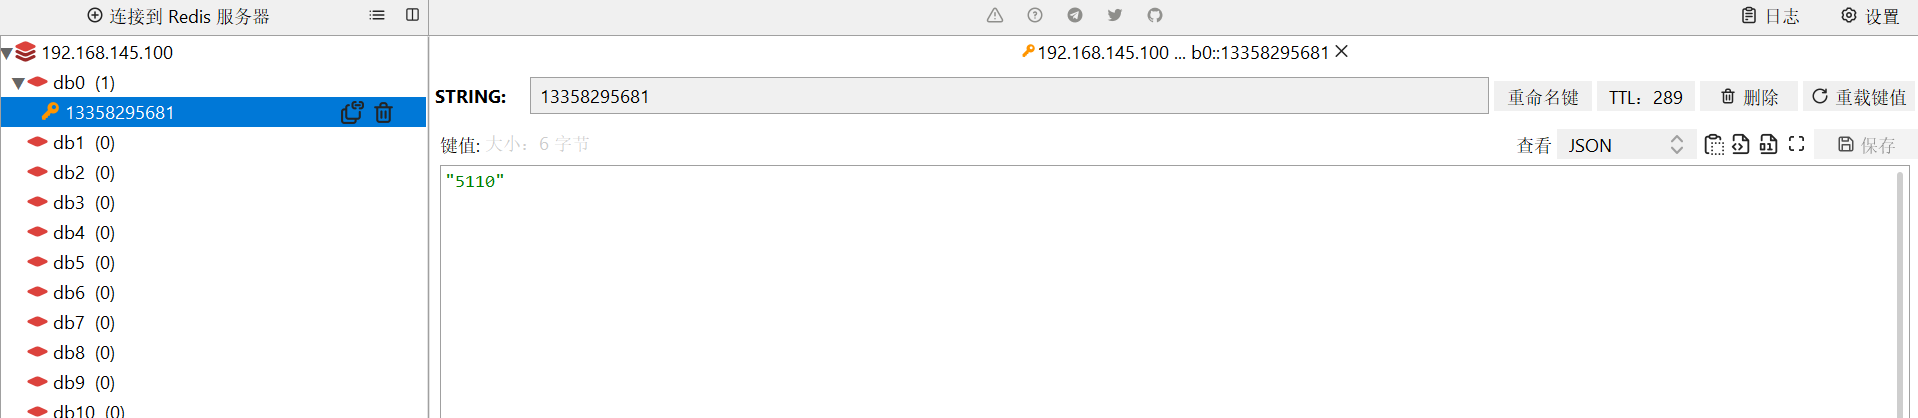 连接到 Redis 服务器
日志 设置
192.168.145.100
db0 (1)
13358295681
db1 (0)
db2 (0)
db3 (0)
db4 (0)
db5 (0)
db6 (0)
db7 (0)
db8 (0)
db9 (0)
db10 (0)
192.168.145.100 ... b0::13358295681
STRING: 13358295681 重命名键 TTL: 289 删除 重载键值
键值: 大小: 6 字节 查看 JSON 保存
"5110"